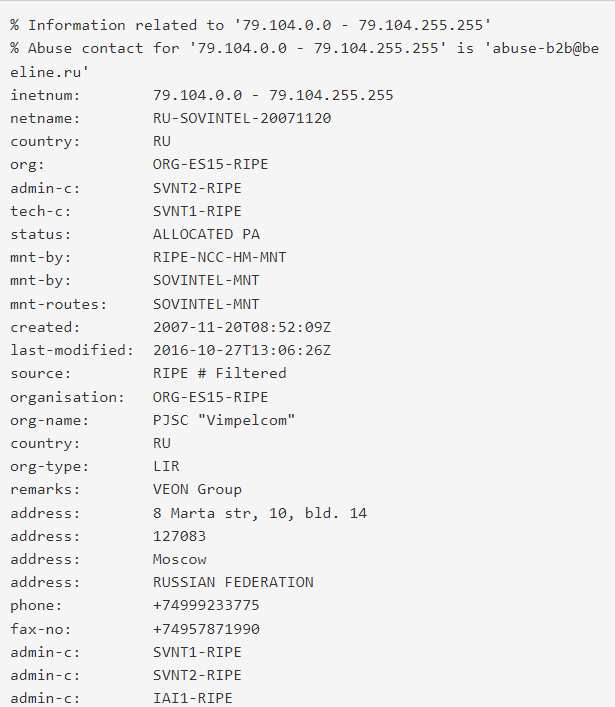 % Information related to '79.104.0.0 - 79.104.255.255'
% Abuse contact for '79.104.0.0 - 79.104.255.255' is 'abuse-b2b@be
eline.ru'
inetnum: 79.104.0.0 - 79.104.255.255
netname: RU-SOVINTEL-20071120
country: RU
org: ORG-ES15-RIPE
admin-c: SVNT2-RIPE
tech-c: SVNT1-RIPE
status: ALLOCATED PA
mnt-by: RIPE-NCC-HM-MNT
mnt-by: SOVINTEL-MNT
mnt-routes: SOVINTEL-MNT
created: 2007-11-20T08:52:09Z
last-modified: 2016-10-27T13:06:26Z
source: RIPE # Filtered
organisation: ORG-ES15-RIPE
org-name: PJSC "Vimpelcom"
country: RU
org-type: LIR
remarks: VEON Group
address: 8 Marta str, 10, bld. 14
address: 127083
address: Moscow
address: RUSSIAN FEDERATION
phone: +74999233775
fax-no: +74957871990
admin-c: SVNT1-RIPE
admin-c: SVNT2-RIPE
admin-c: IAI1-RIPE